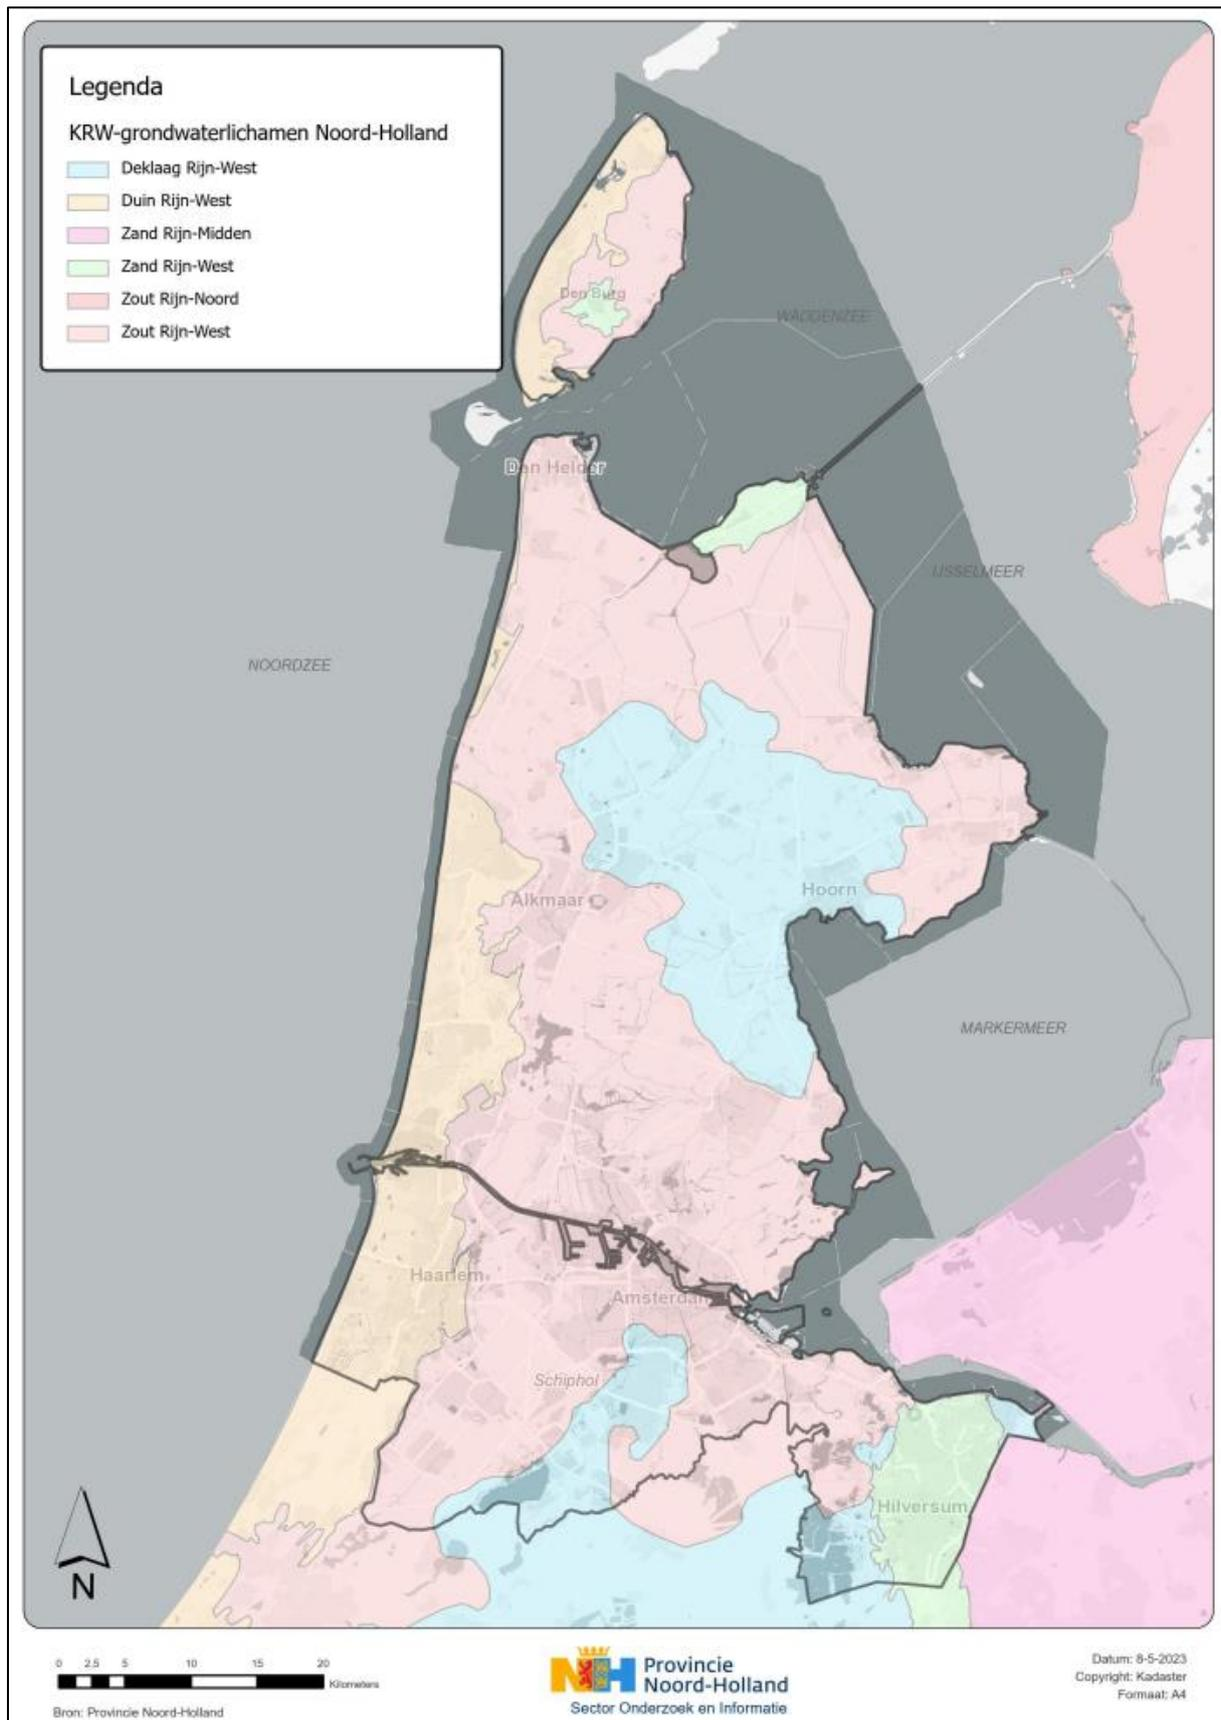 Legenda
KRW-grondwaterlichamen Noord-Holland
Deklaag Rijn-West
Duin Rijn-West
Zand Rijn-Midden
Zand Rijn-West
Zout Rijn-Noord
Zout Rijn-West
Den Burg
WADDENZEE
Den Helder
IJSSELMEER
NOORDZEE
Hoorn
Alkmaar
MARKERMEER
Haarlem
Amsterdam
Schiphol
Hilversum
N
0 2,5 5 10 15 20
Kilometers
Bron: Provincie Noord-Holland
NH Provincie
Noord-Holland
Sector Onderzoek en Informatie
Datum: 8-5-2023
Copyright: Kadaster
Formaat: A4